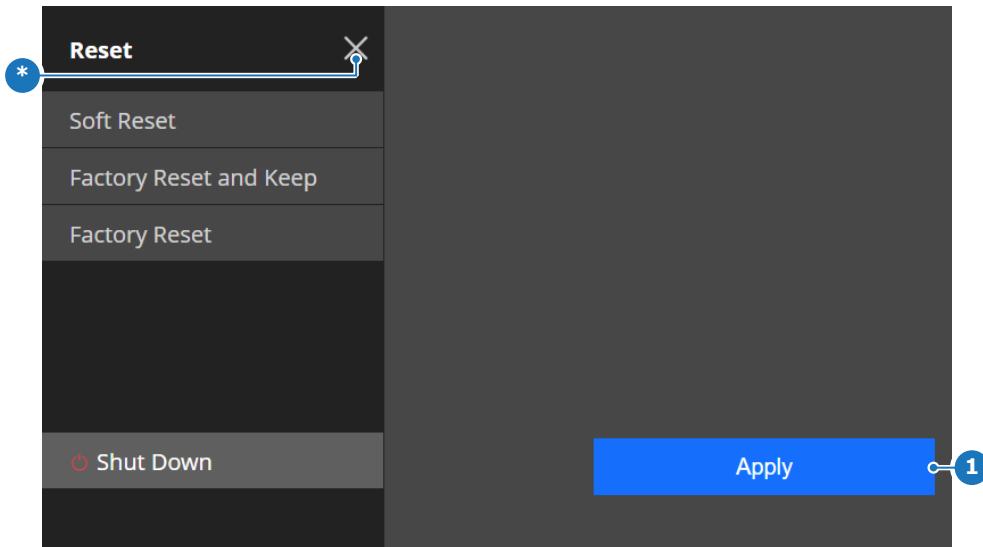 Reset
*
Soft Reset
Factory Reset and Keep
Factory Reset
Shut Down
Apply
1